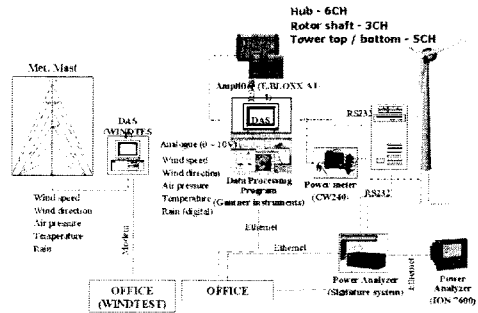 Hub - 6CH
Rotor shaft - 3CH
Tower top / bottom - 5CH
Met. Mast
DAS
(WINDTES
DAS
Analogue (0 ~ 10V)
Wind speed
Wind direction
Air pressure
Temperature
Rain (digital)
Data Processing
Program
(Gantner instruments)
RS232
Power meter
(CW240)
RS232
Wind speed
Wind direction
Air pressure
Temperature
Rain
Modem
Ethernet
Ethernet
Ethernet
OFFICE
(WINDTEST)
OFFICE
Power Analyzer
(Signature system)
Power
Analyzer
(ION 7600)